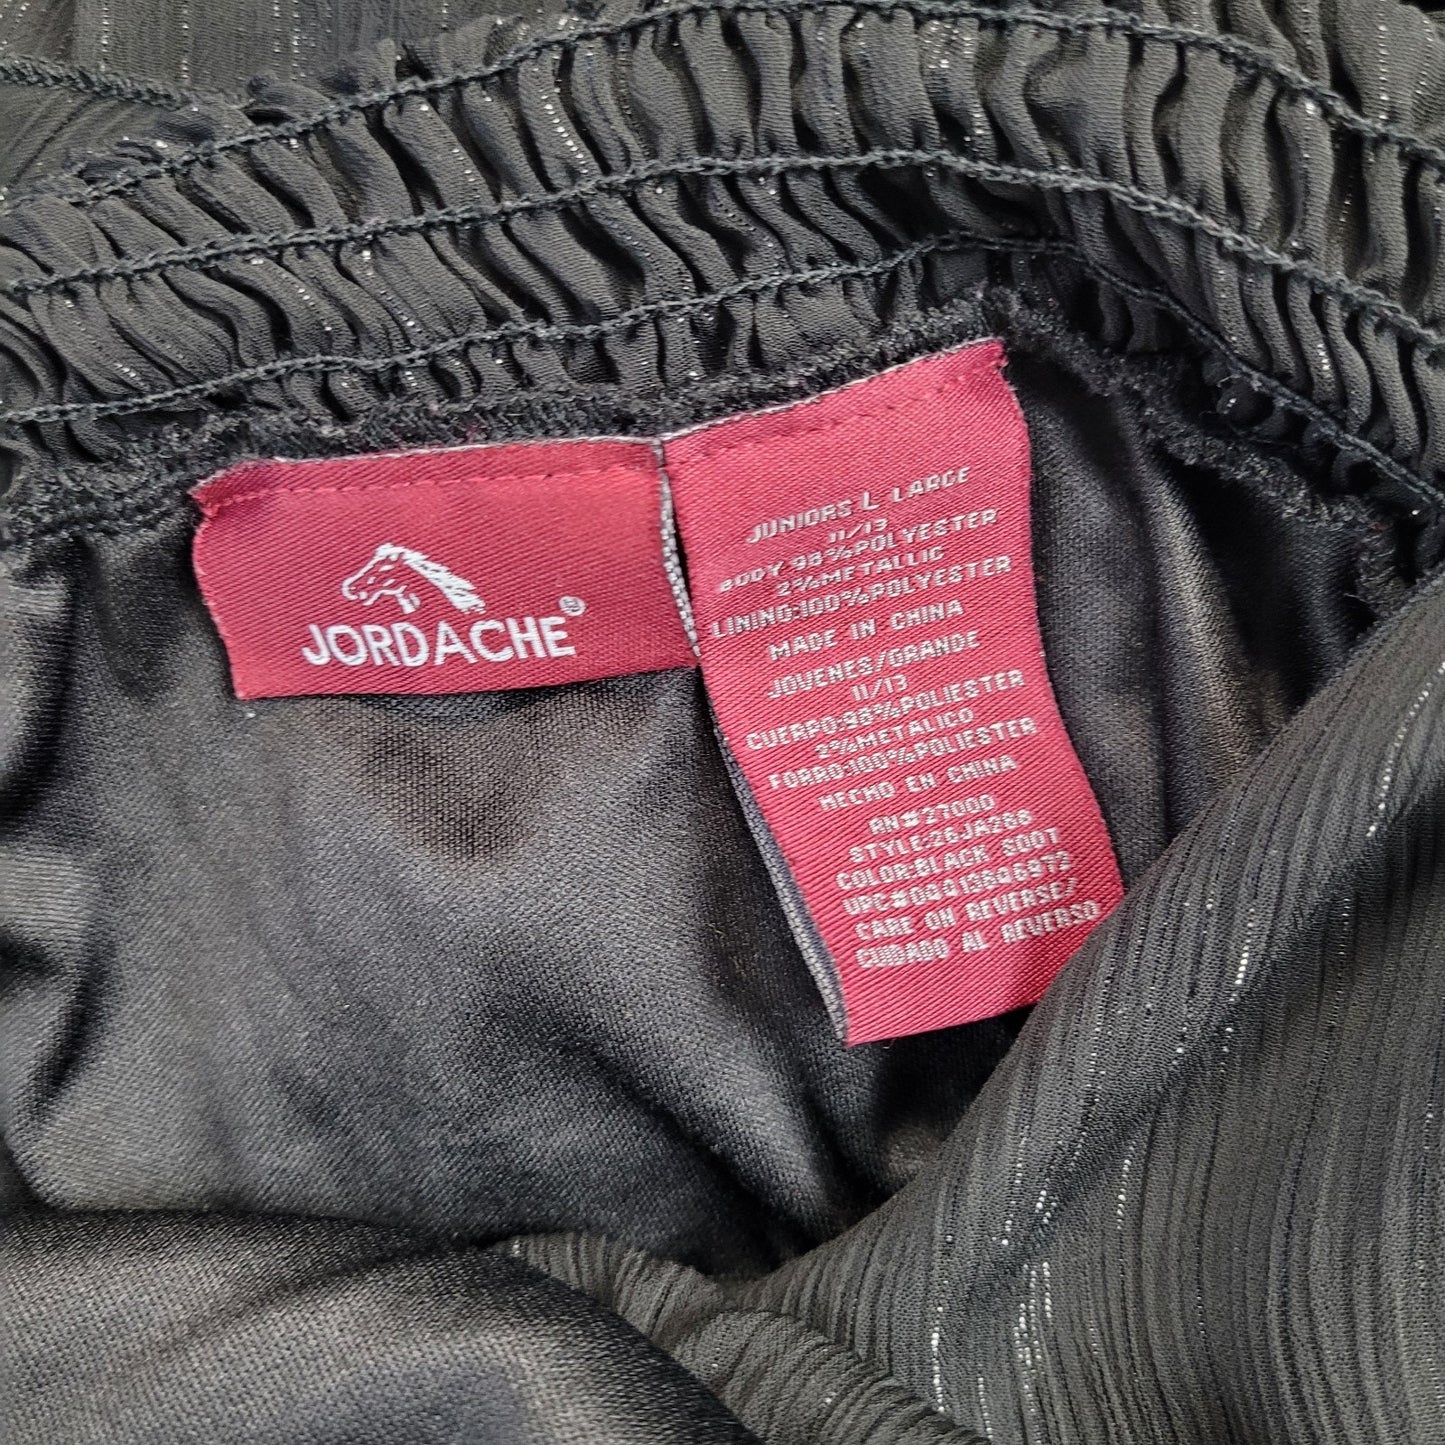 JORDACHE®
JUNIORS L LARGE
11/13
BODY 98%POLYESTER
2%METALLIC
LINING:100%POLYESTER
MADE IN CHINA
JOVENES/GRANDE
11/13
CUERPO:98%POLIESTER
2%METALICO
FORRO:100%POLIESTER
HECHO EN CHINA
RN#27000
STYLE:26JA288
COLOR:BLACK SOOT
CARE ON REVERSE/
CUIDADO AL REVERSO